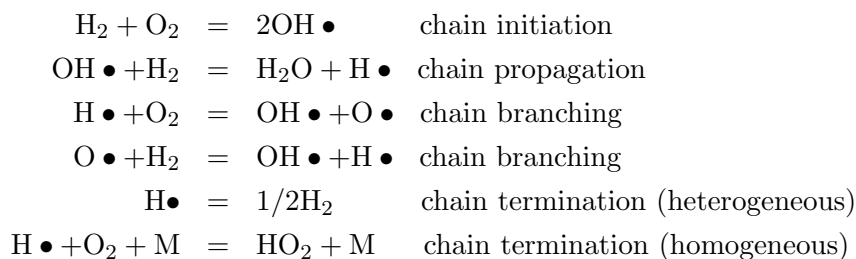 H₂ + O₂ = 2OH • chain initiation
OH • +H₂ = H₂O + H • chain propagation
H • +O₂ = OH • +O • chain branching
O • +H₂ = OH • +H • chain branching
H• = 1/2H₂ chain termination (heterogeneous)
H • +O₂ + M = HO₂ + M chain termination (homogeneous)